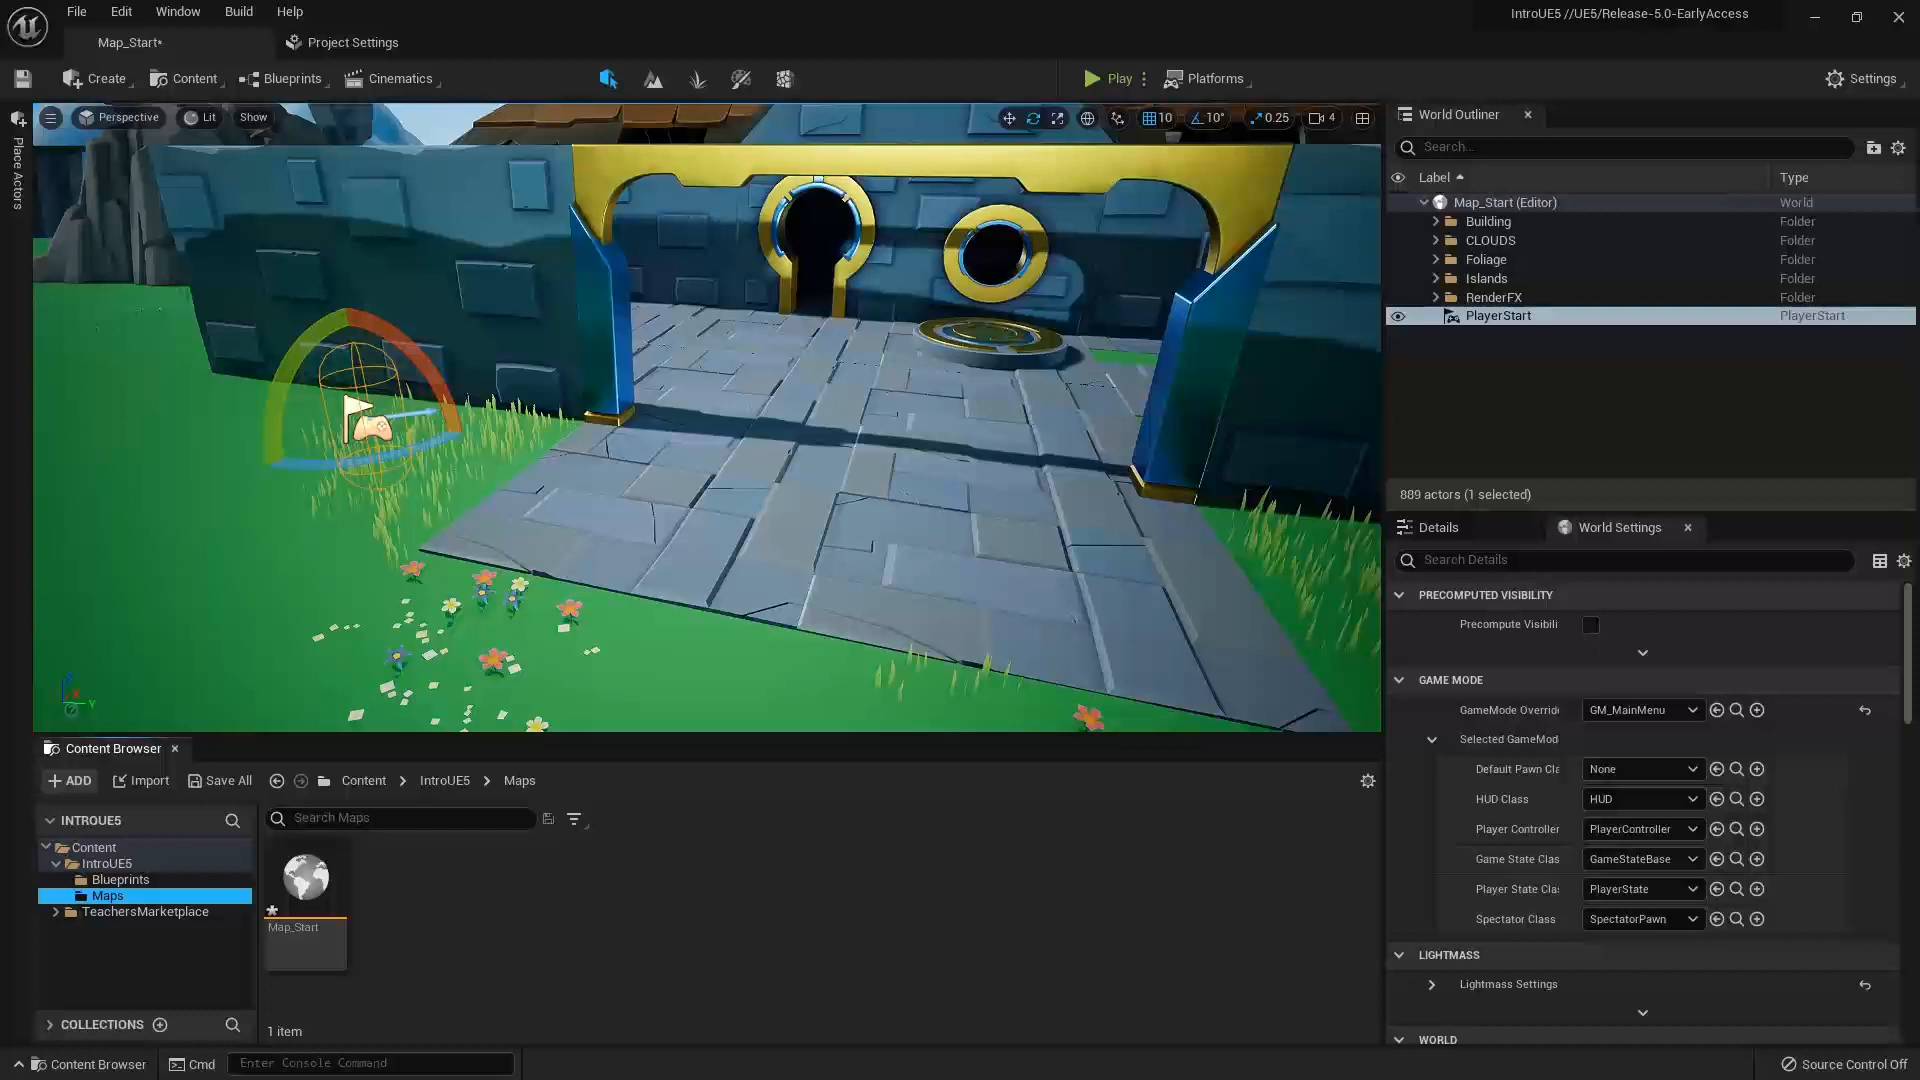 File Edit Window Build Help
IntroUE5 //UE5/Release-5.0-EarlyAccess
Map_Start*
Project Settings
Create
Content
Blueprints
Cinematics
Play
Platforms
Settings
Place Actors
Perspective
Lit
Show
10
10°
0.25
4
World Outliner
Search...
Label
Type
Map_Start (Editor)
World
Building
Folder
CLOUDS
Folder
Foliage
Folder
Islands
Folder
RenderFX
Folder
PlayerStart
PlayerStart
889 actors (1 selected)
Details
World Settings
Search Details
PRECOMPUTED VISIBILITY
Precompute Visibili
GAME MODE
GameMode Overrid
GM_MainMenu
Selected GameMod
Default Pawn Cla
None
HUD Class
HUD
Player Controller
PlayerController
Game State Clas
GameStateBase
Player State Cla
PlayerState
Spectator Class
SpectatorPawn
LIGHTMASS
Lightmass Settings
WORLD
X
Y
Content Browser
ADD
Import
Save All
Content
IntroUE5
Maps
INTROUE5
Search Maps
Content
IntroUE5
Blueprints
Maps
TeachersMarketplace
Map_Start
COLLECTIONS
1 item
Content Browser
Cmd
Enter Console Command
Source Control Off